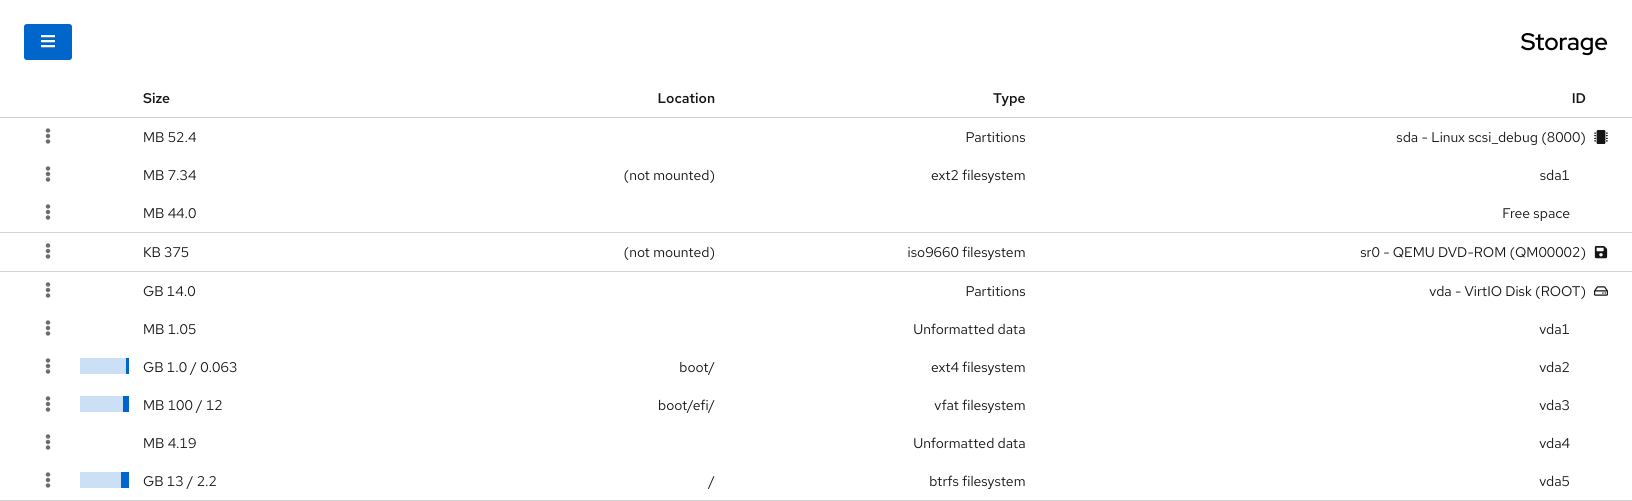 Storage
ID Type Location Size
sda - Linux scsi_debug (8000) Partitions MB 52.4
sda1 ext2 filesystem (not mounted) MB 7.34
Free space MB 44.0
sr0 - QEMU DVD-ROM (QM00002) iso9660 filesystem (not mounted) KB 375
vda - VirtIO Disk (ROOT) Partitions GB 14.0
vda1 Unformatted data MB 1.05
vda2 ext4 filesystem boot/ GB 1.0 / 0.063
vda3 vfat filesystem boot/efi/ MB 100 / 12
vda4 Unformatted data MB 4.19
vda5 btrfs filesystem / GB 13 / 2.2